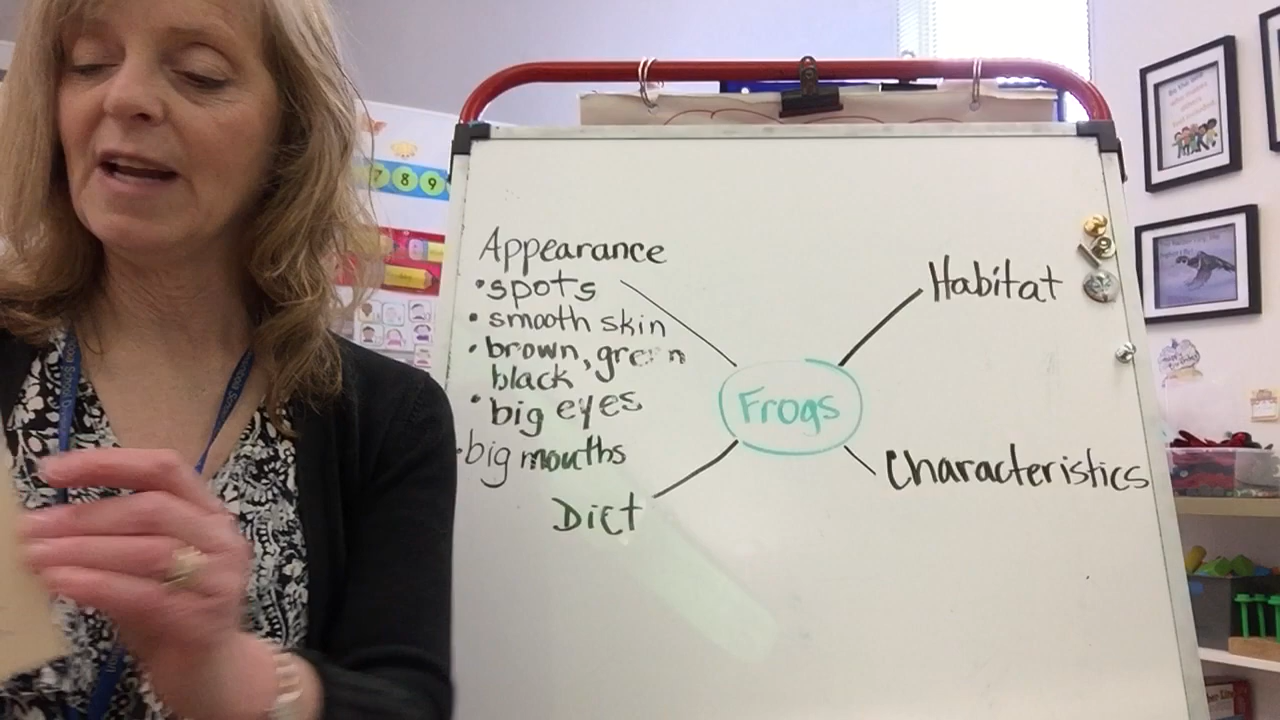 7 8 9
Appearance
• spots
• smooth skin
• brown, green
black
• big eyes
• big mouths
Diet
Frogs
Habitat
Characteristics